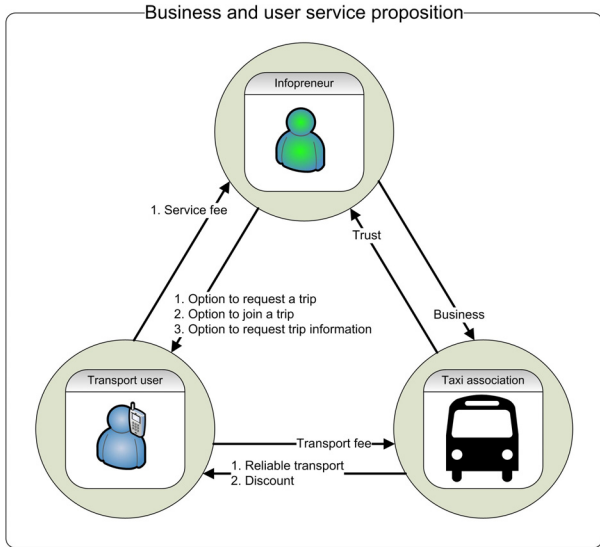 Business and user service proposition
Infopreneur
1. Service fee
Trust
1. Option to request a trip
2. Option to join a trip
3. Option to request trip information
Business
Transport user
Taxi association
Transport fee
1. Reliable transport
2. Discount